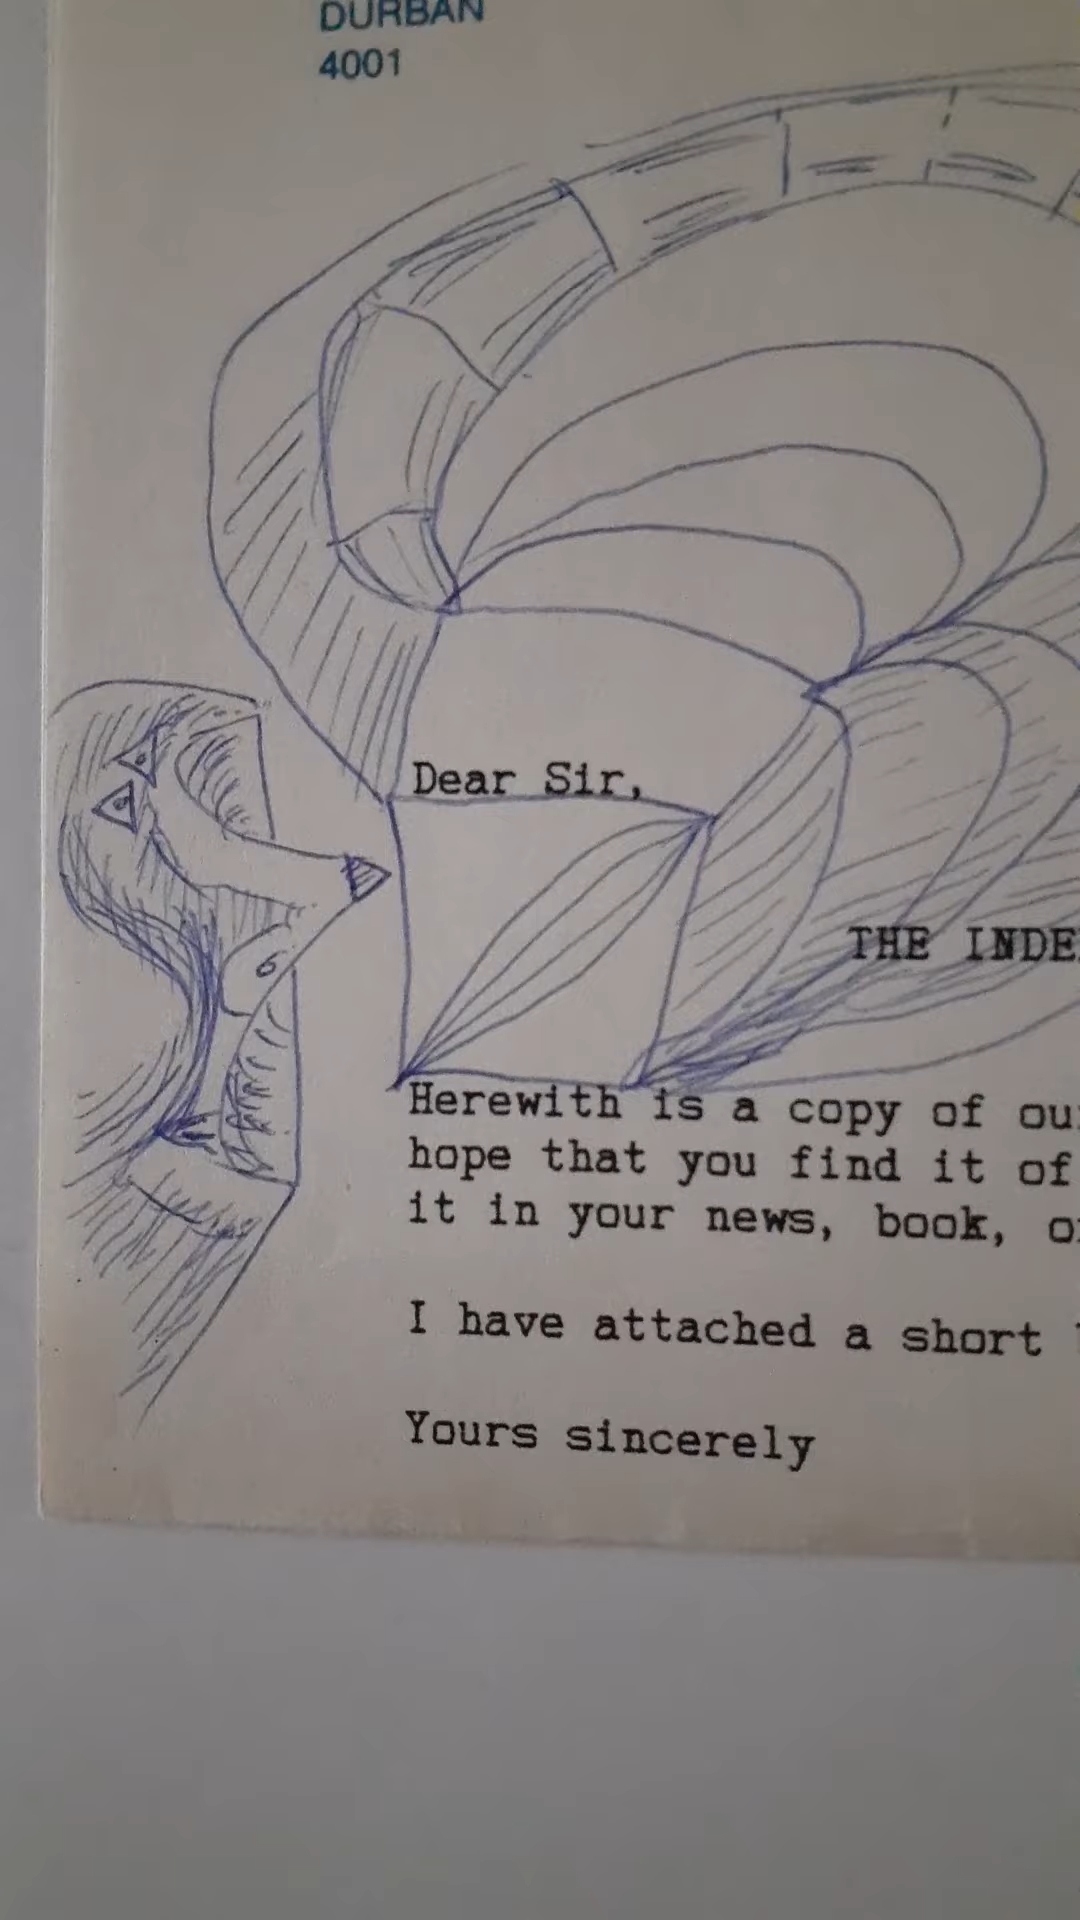 DURBAN
4001
Dear Sir,
THE
Herewith is a copy of
hope that you find it of
it in your news, book,
I have attached a short
Yours sincerely